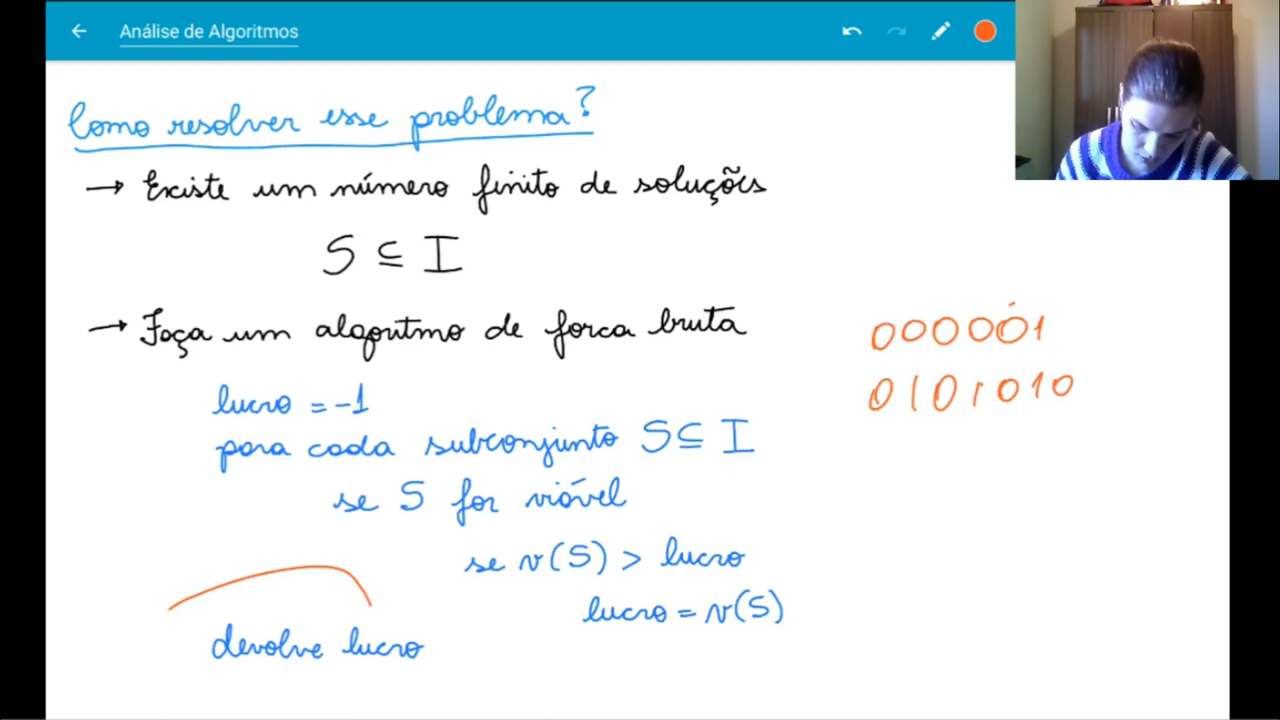 Análise de Algoritmos
Como resolver esse problema?
→ Existe um número finito de soluções
S ⊆ I
→ Faça um algoritmo de força bruta
000001
0101010
lucro = -1
para cada subconjunto S ⊆ I
se S for viável
se v(S) > lucro
lucro = v(S)
devolve lucro